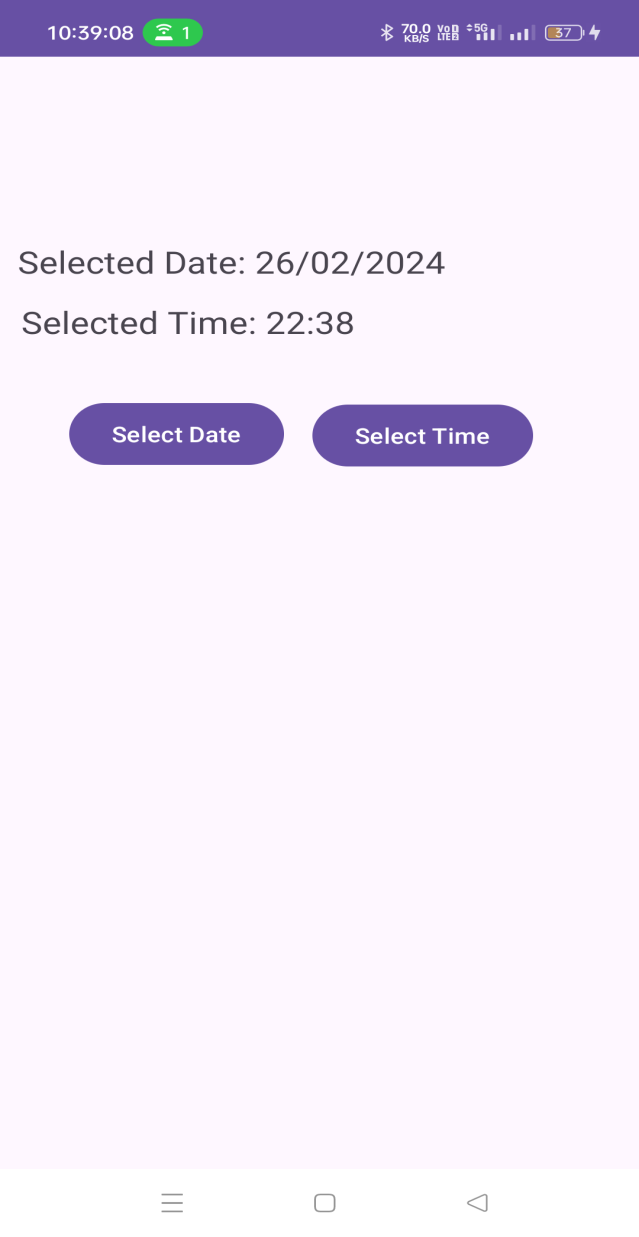 10:39:08 1 70.0 KB/S Vo LTE 5G 37
Selected Date: 26/02/2024
Selected Time: 22:38
Select Date Select Time